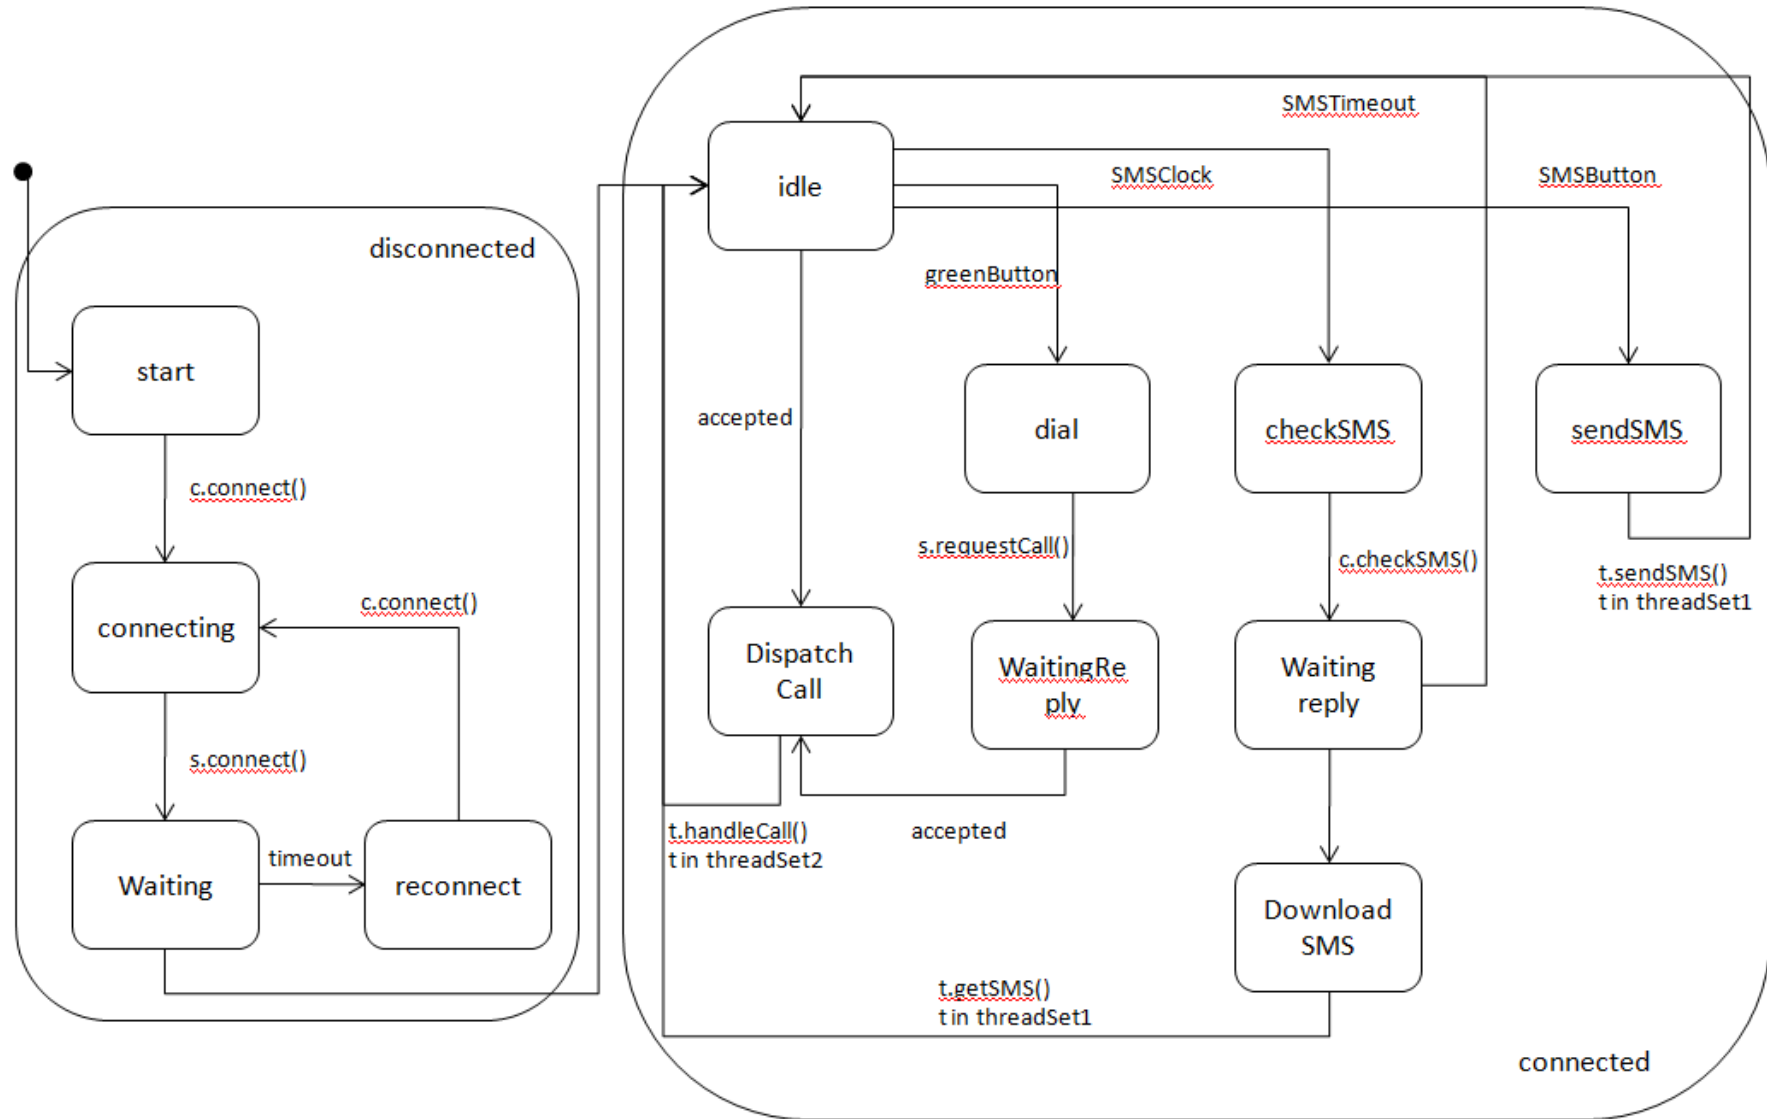 SMSTimeout
idle
SMSClock
SMSButton
disconnected
greenButton
start
accepted
dial
checkSMS
sendSMS
c.connect()
s.requestCall()
c.checkSMS()
t.sendSMS()
t in threadSet1
connecting
c.connect()
Dispatch
Call
WaitingRe
ply
Waiting
reply
s.connect()
t.handleCall()
t in threadSet2
accepted
Waiting
timeout
reconnect
Download
SMS
t.getSMS()
t in threadSet1
connected